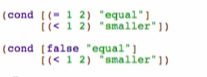 (cond [(= 1 2) "equal"]
[(< 1 2) "smaller"])
(cond [false "equal"]
[(< 1 2) "smaller"])